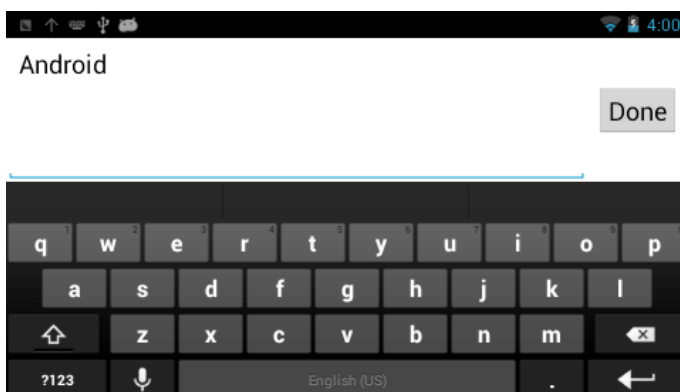 4:00
Android
Done
1 2 3 4 5 6 7 8 9
q w e r t y u i o p
a s d f g h j k l
z x c v b n m
?123 English (US) .